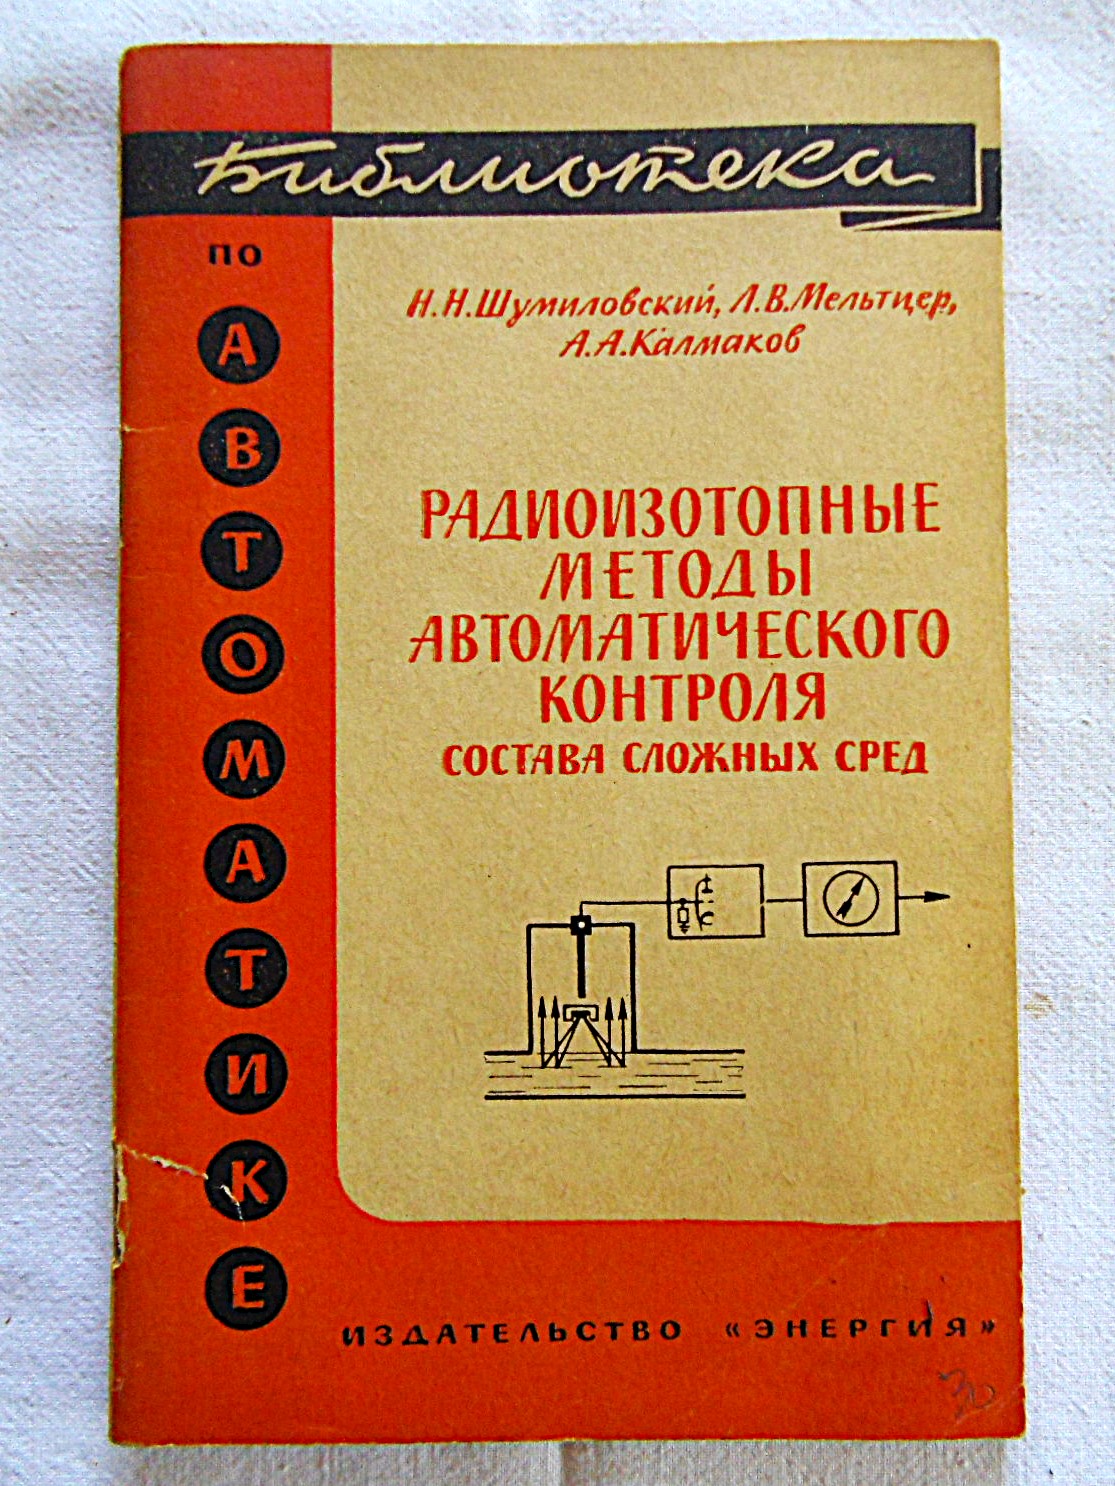 Библиотека
по
АВТОМАТИКЕ
Н.Н.Шумиловский, Л.В.Мельтцер,
А.А.Калмаков
РАДИОИЗОТОПНЫЕ
МЕТОДЫ
АВТОМАТИЧЕСКОГО
КОНТРОЛЯ
СОСТАВА СЛОЖНЫХ СРЕД
ИЗДАТЕЛЬСТВО «ЭНЕРГИЯ»